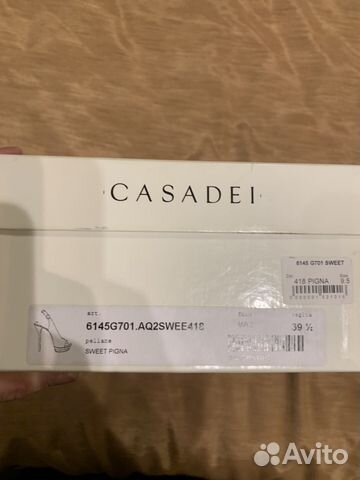 CASADEI
6145 G701 SWEET
418 PIGNA
9.5
art.
6145G701.AQ2SWEE418
39 ½
pellame
SWEET PIGNA
Avito